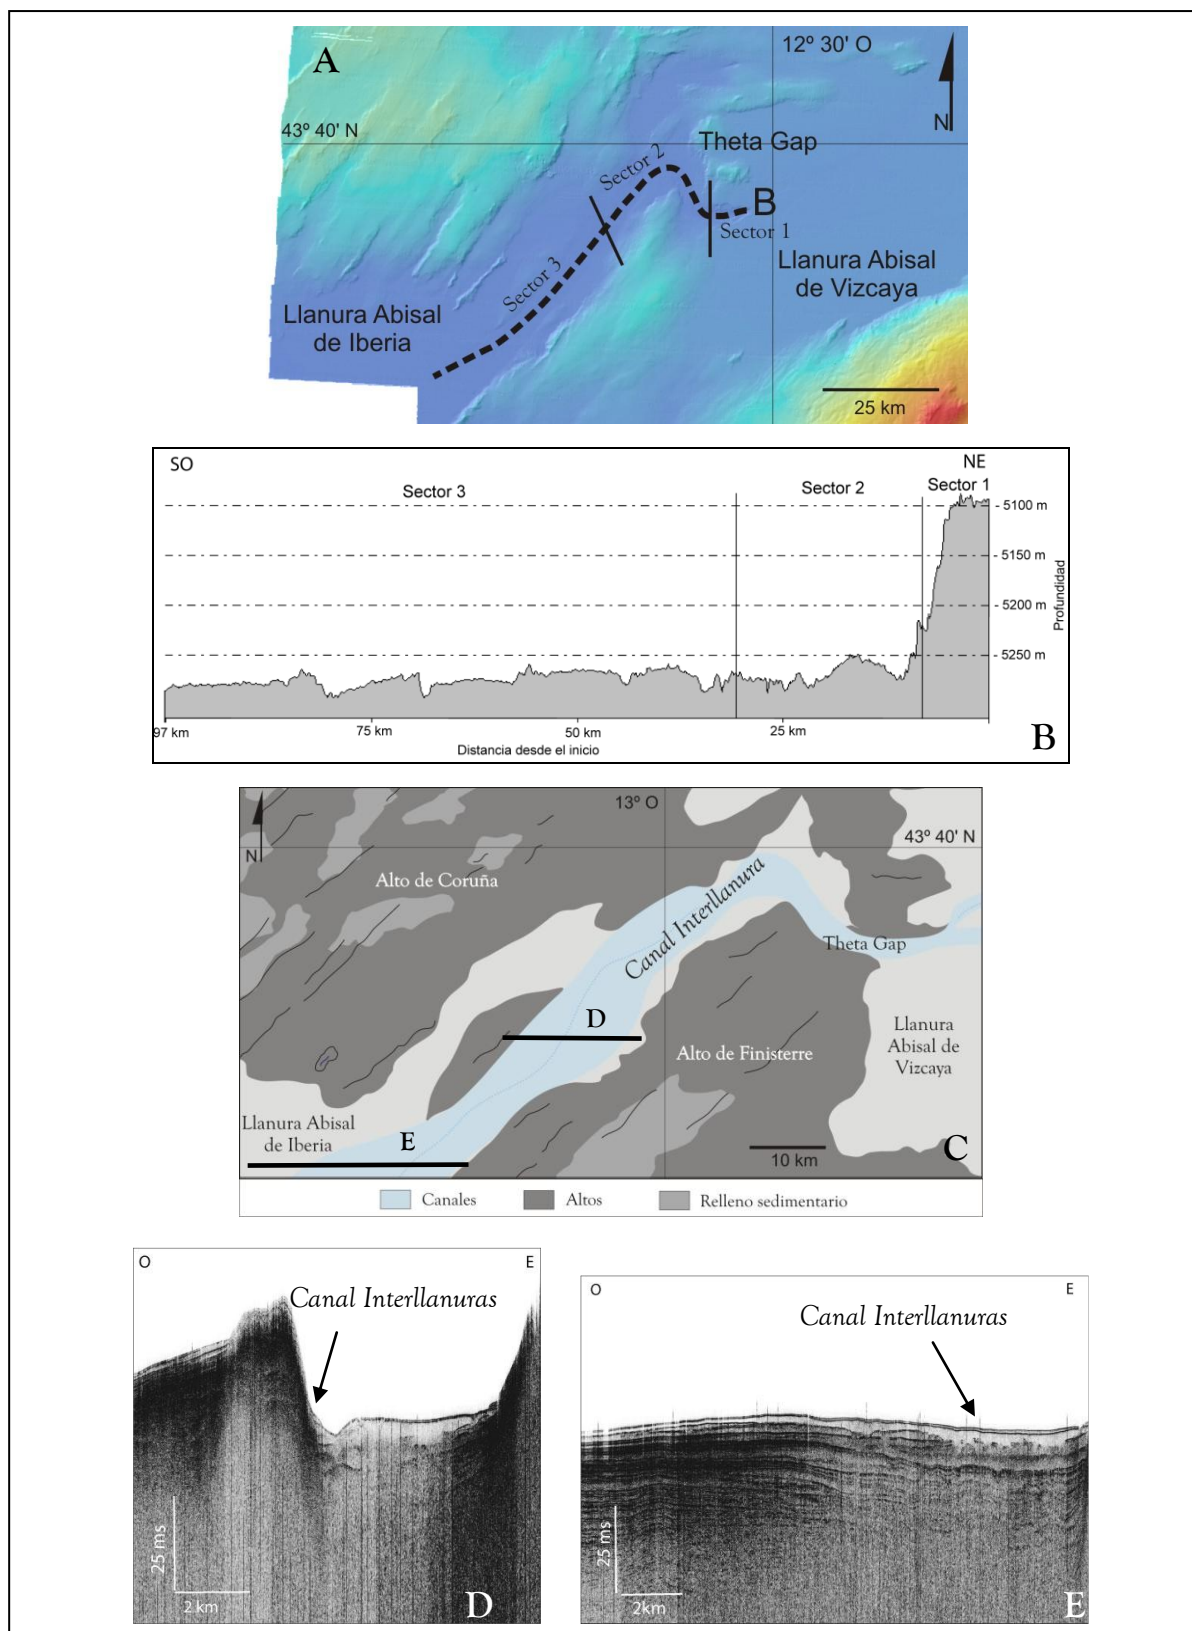 A
12º 30' O
N
43º 40' N
Theta Gap
Sector 2
B
Sector 1
Sector 3
Llanura Abisal
de Vizcaya
Llanura Abisal
de Iberia
25 km
SO
NE
Sector 3
Sector 2
Sector 1
5100 m
5150 m
5200 m
5250 m
Profundidad
97 km
75 km
50 km
25 km
Distancia desde el inicio
B
13º O
43º 40' N
N
Alto de Coruña
Canal Interllanura
Theta Gap
D
Llanura
Abisal de
Vizcaya
Alto de Finisterre
Llanura Abisal
de Iberia
E
10 km
C
Canales
Altos
Relleno sedimentario
O
E
Canal Interllanuras
25 ms
2 km
D
O
E
Canal Interllanuras
25 ms
2km
E